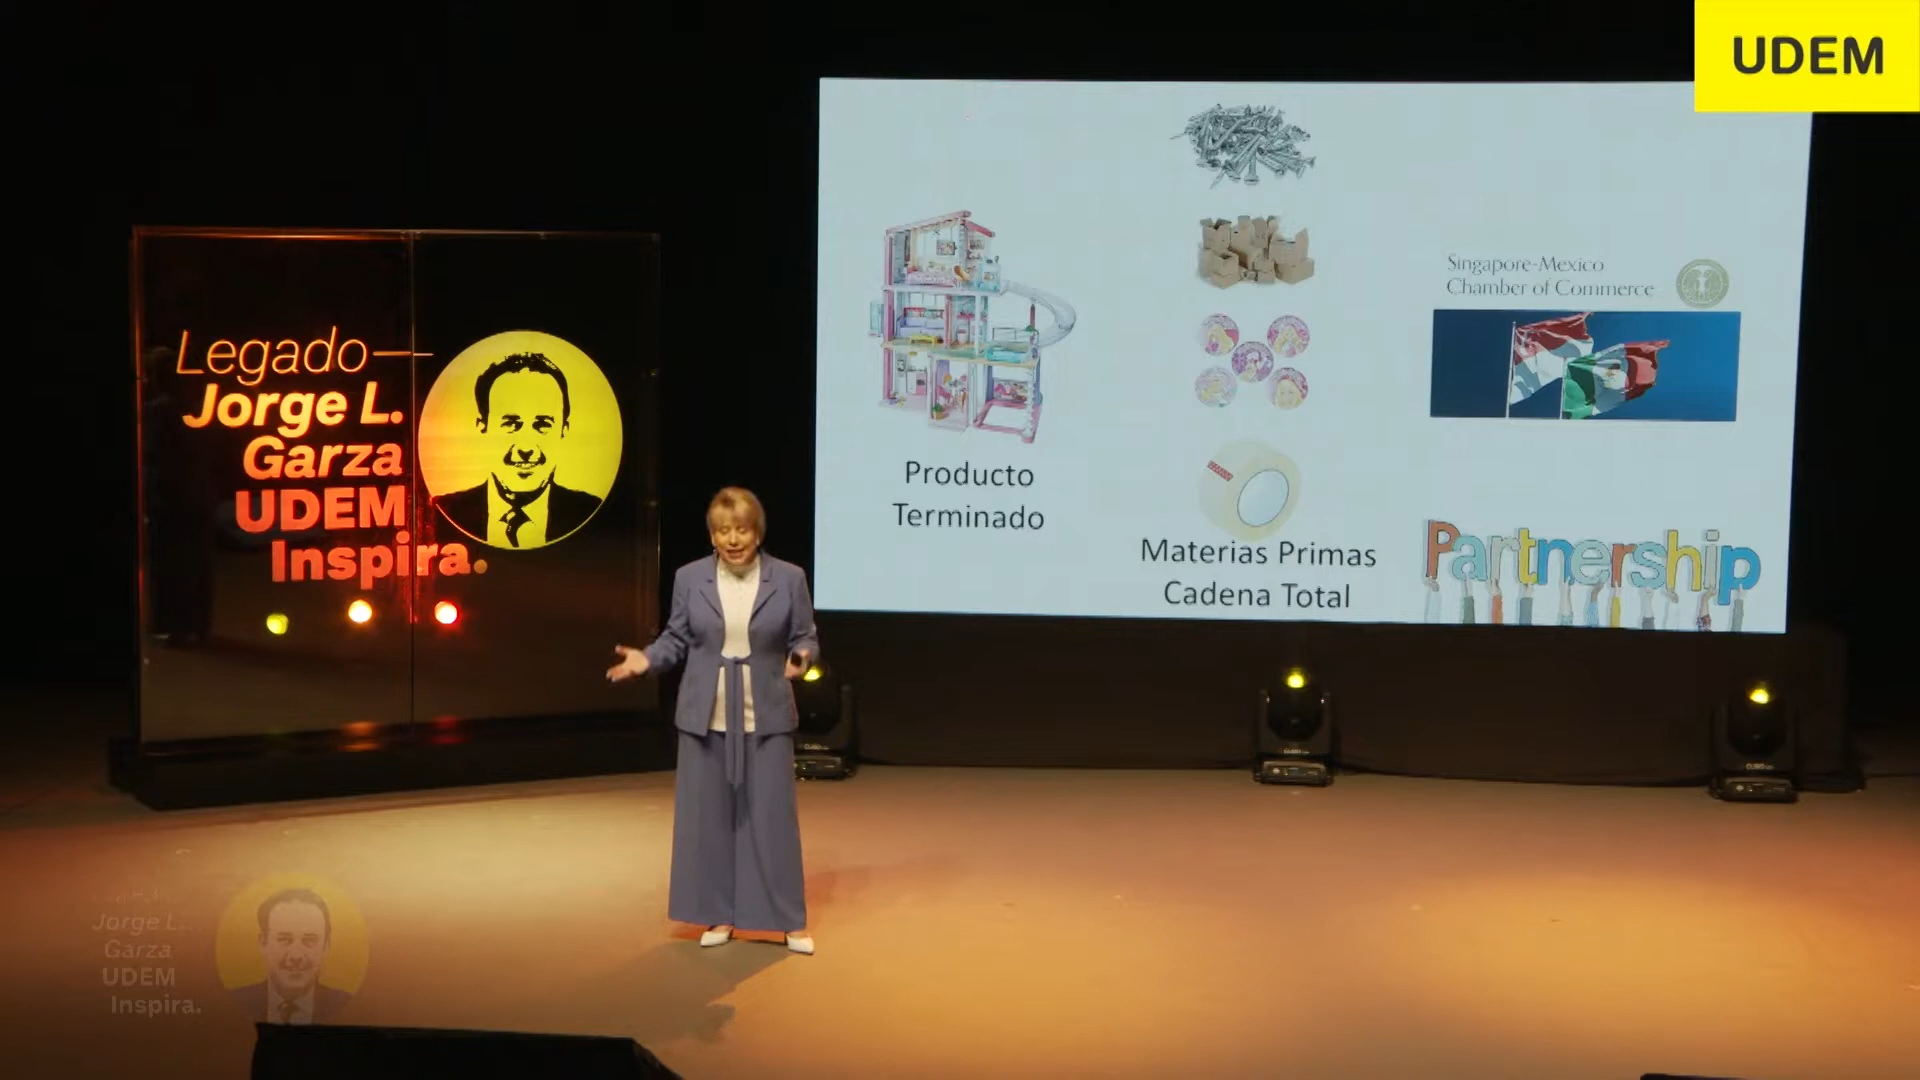 UDEM
Legado—
Jorge L.
Garza
UDEM
Inspira.
Producto
Terminado
Materias Primas
Cadena Total
Singapore-Mexico
Chamber of Commerce
Partnership
Jorge L.
Garza
UDEM
Inspira.